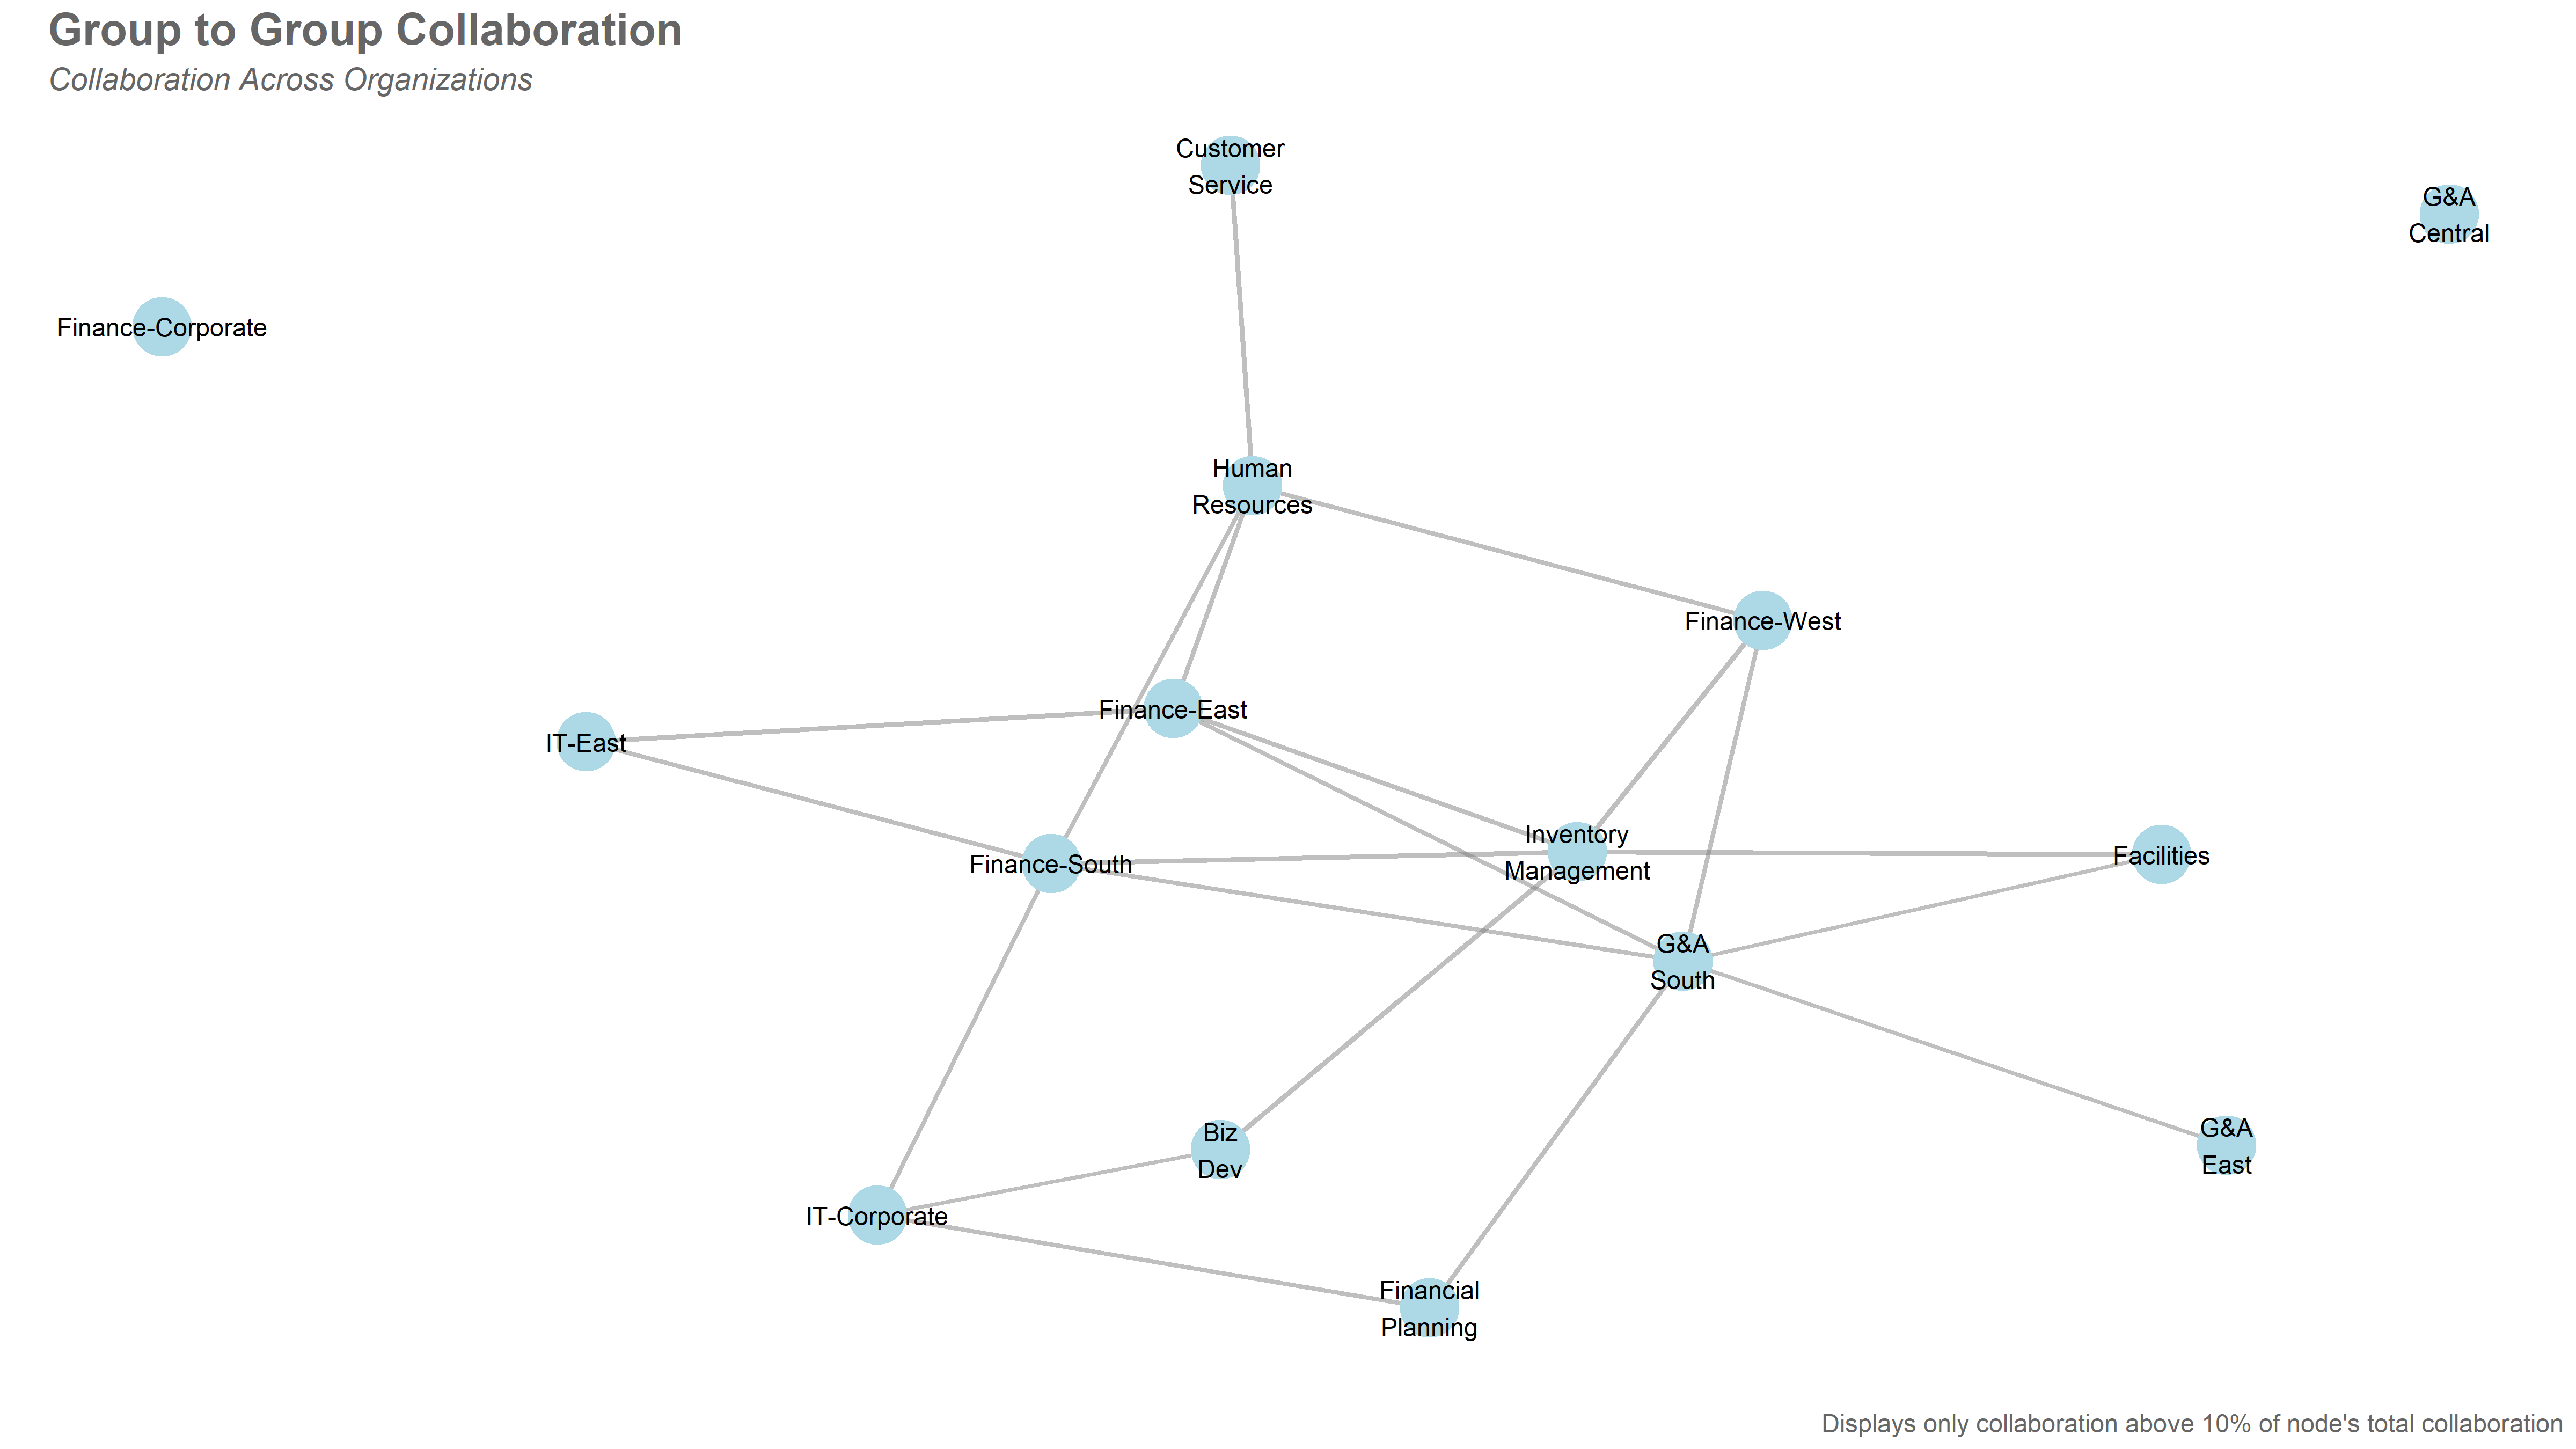 Group to Group Collaboration
Collaboration Across Organizations
Customer
Service
G&A
Central
Finance-Corporate
Human
Resources
Finance-West
Finance-East
IT-East
Inventory
Management
Finance-South
Facilities
G&A
South
Biz
Dev
G&A
East
IT-Corporate
Financial
Planning
Displays only collaboration above 10% of node's total collaboration